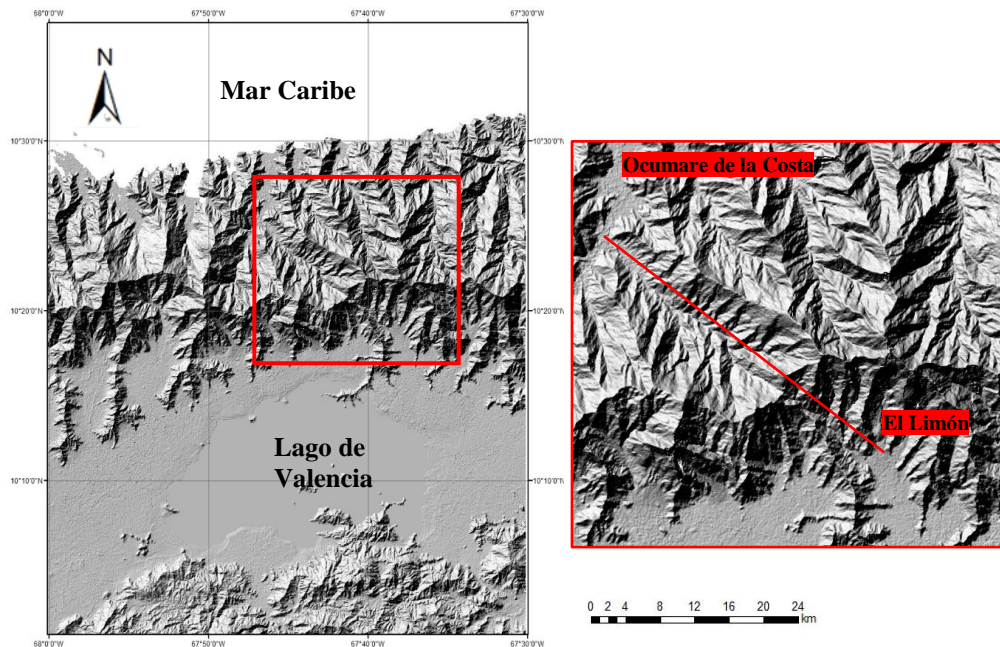 68°0'0"W
67°50'0"W
67°40'0"W
67°30'0"W
N
Mar Caribe
10°30'0"N
10°30'0"N
Ocumare de la Costa
10°20'0"N
10°20'0"N
El Limón
Lago de
Valencia
10°10'0"N
10°10'0"N
0 2 4 8 12 16 20 24
km
68°0'0"W
67°50'0"W
67°40'0"W
67°30'0"W